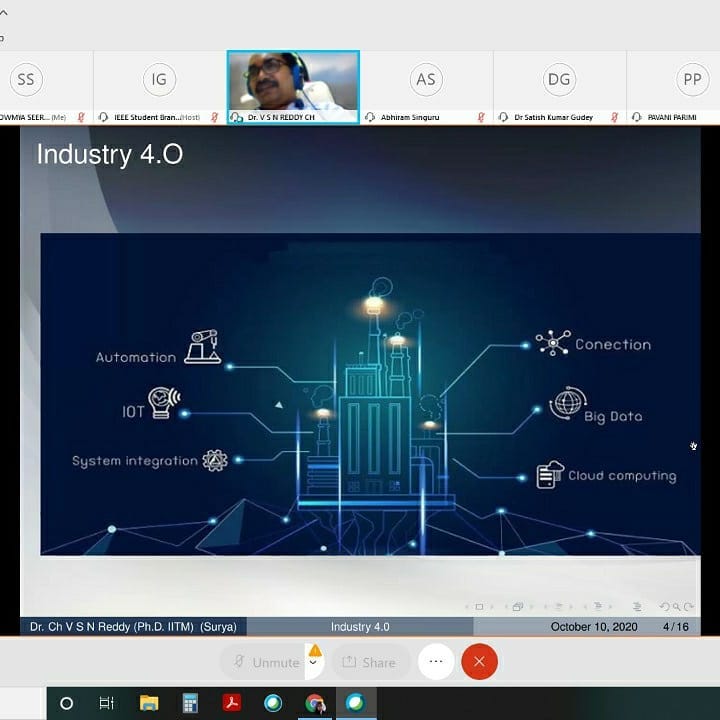 SS
IG
AS
DG
PP
OWMYA SEER... (Me)
IEEE Student Bran...(Host)
Dr. V S N REDDY CH
Abhiram Singuru
Dr Satish Kumar Gudey
PAVANI PARIMI
Industry 4.O
Automation
Conection
IOT
Big Data
System integration
Cloud computing
Dr. Ch V S N Reddy (Ph.D. IITM) (Surya)
Industry 4.0
October 10, 2020
4/16
Unmute
Share